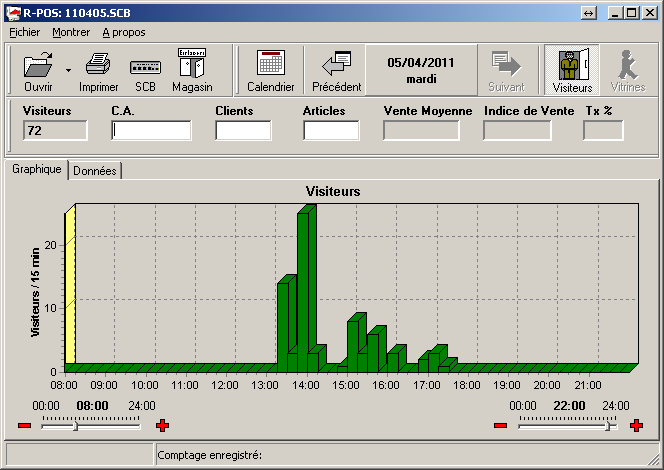 R-POS: 110405.SCB
Fichier Montrer A propos
Ouvrir Imprimer SCB Magasin Calendrier Précédent 05/04/2011 mardi Suivant Visiteurs Vitrines
Visiteurs C.A. Clients Articles Vente Moyenne Indice de Vente Tx %
72
Graphique Données
Visiteurs
Visiteurs / 15 min
20
10
0
08:00 09:00 10:00 11:00 12:00 13:00 14:00 15:00 16:00 17:00 18:00 19:00 20:00 21:00
00:00 08:00 24:00 00:00 22:00 24:00
Comptage enregistré: